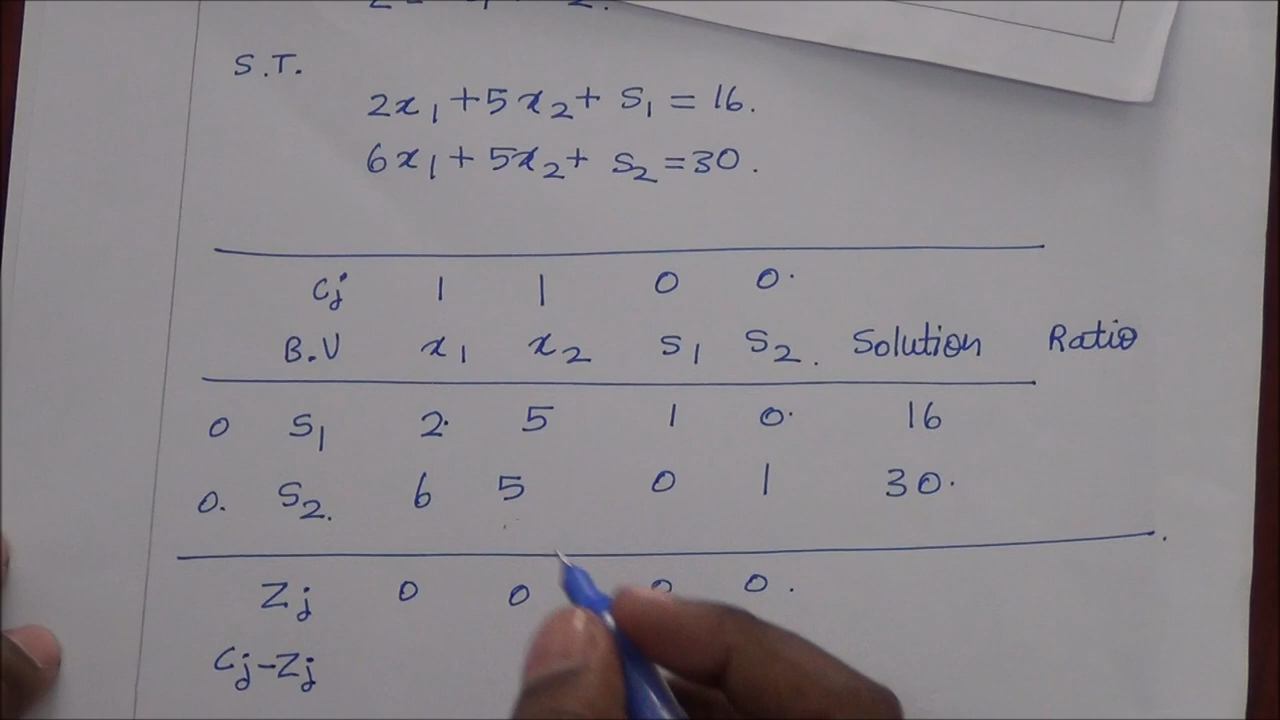 S.T.
2x₁ + 5x₂ + S₁ = 16.
6x₁ + 5x₂ + S₂ = 30.
Cj 1 1 0 0.
B.V x₁ x₂ S₁ S₂. Solution Ratio
0 S₁ 2. 5 1 0. 16
0. S₂. 6 5 0 1 30.
Zj 0 0 0 0.
Cj-Zj